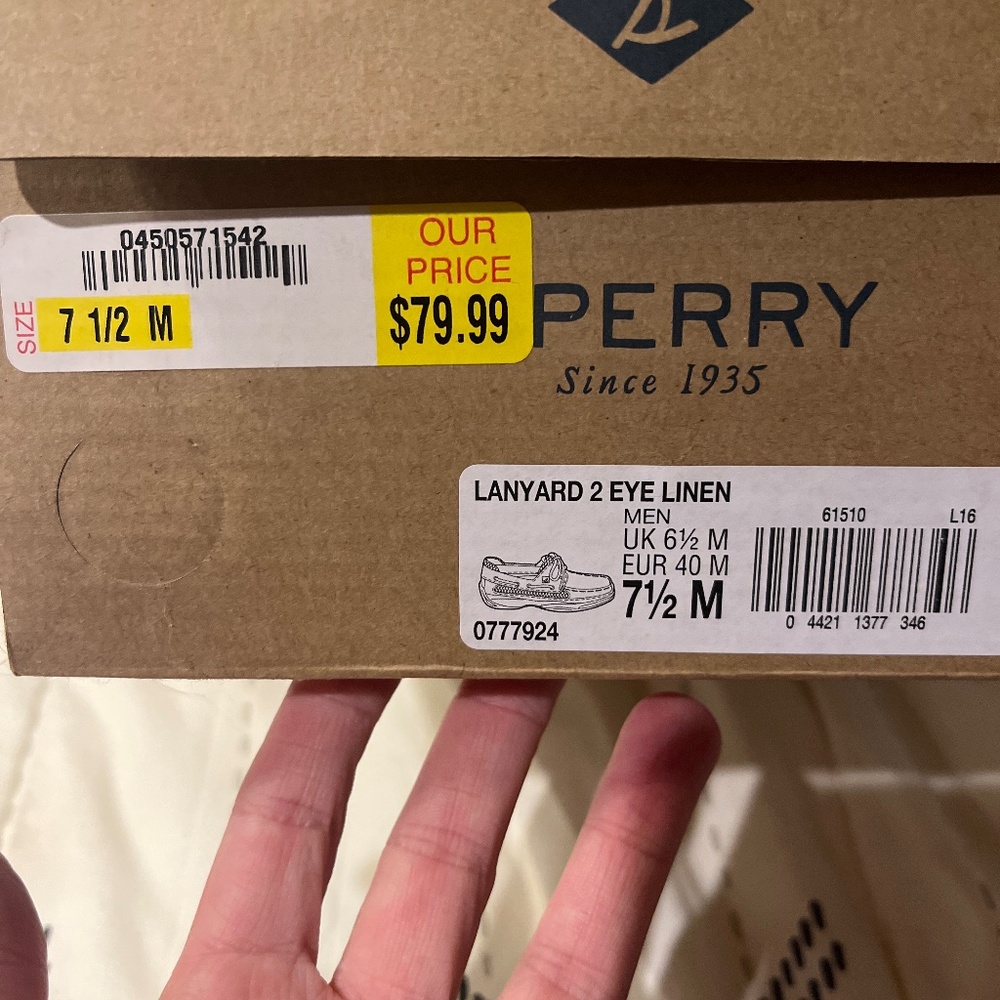 0450571542
SIZE
7 1/2 M
OUR
PRICE
$79.99
PERRY
Since 1935
LANYARD 2 EYE LINEN
MEN
UK 6½ M
EUR 40 M
7½ M
0777924
61510
L16
0 4421 1377 346